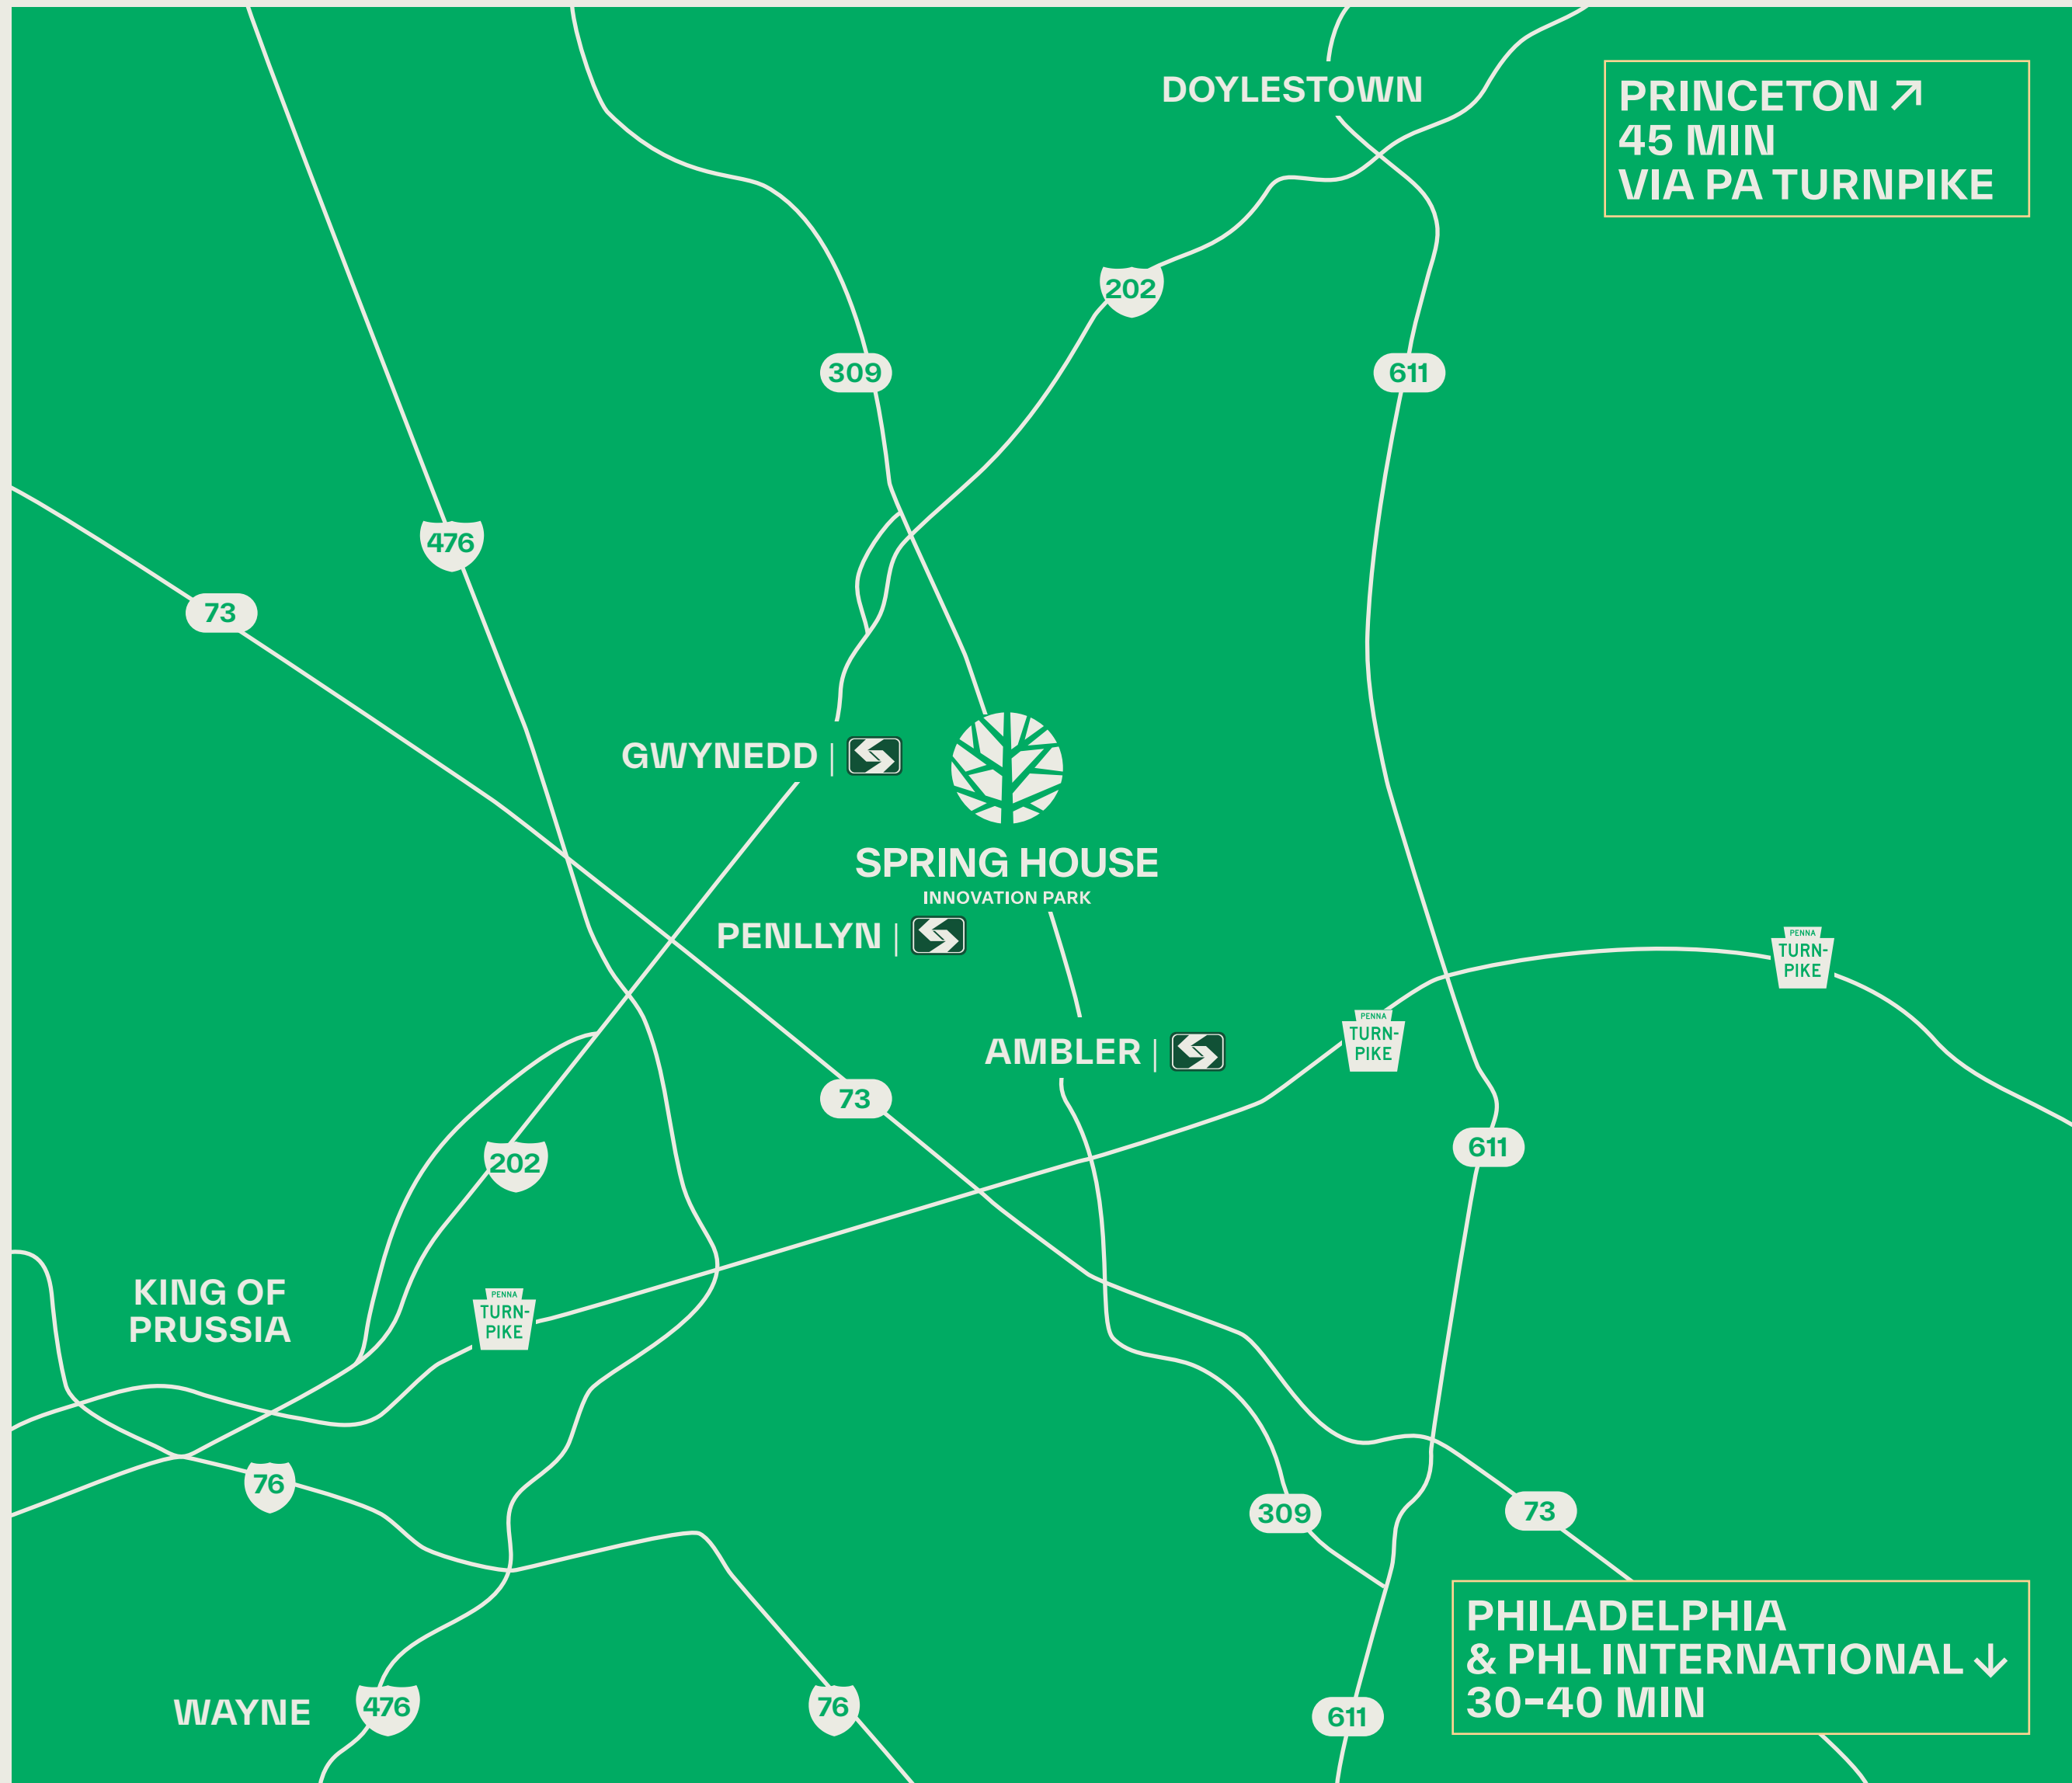 DOYLESTOWN
PRINCETON ↗
45 MIN
VIA PA TURNPIKE
202
309
611
476
73
GWYNEDD |
SPRING HOUSE
INNOVATION PARK
PENLLYN |
PENNA
TURN-
PIKE
PENNA
TURN-
PIKE
AMBLER |
73
611
202
KING OF
PRUSSIA
PENNA
TURN-
PIKE
76
309
73
PHILADELPHIA
& PHL INTERNATIONAL ↓
30-40 MIN
WAYNE
476
76
611